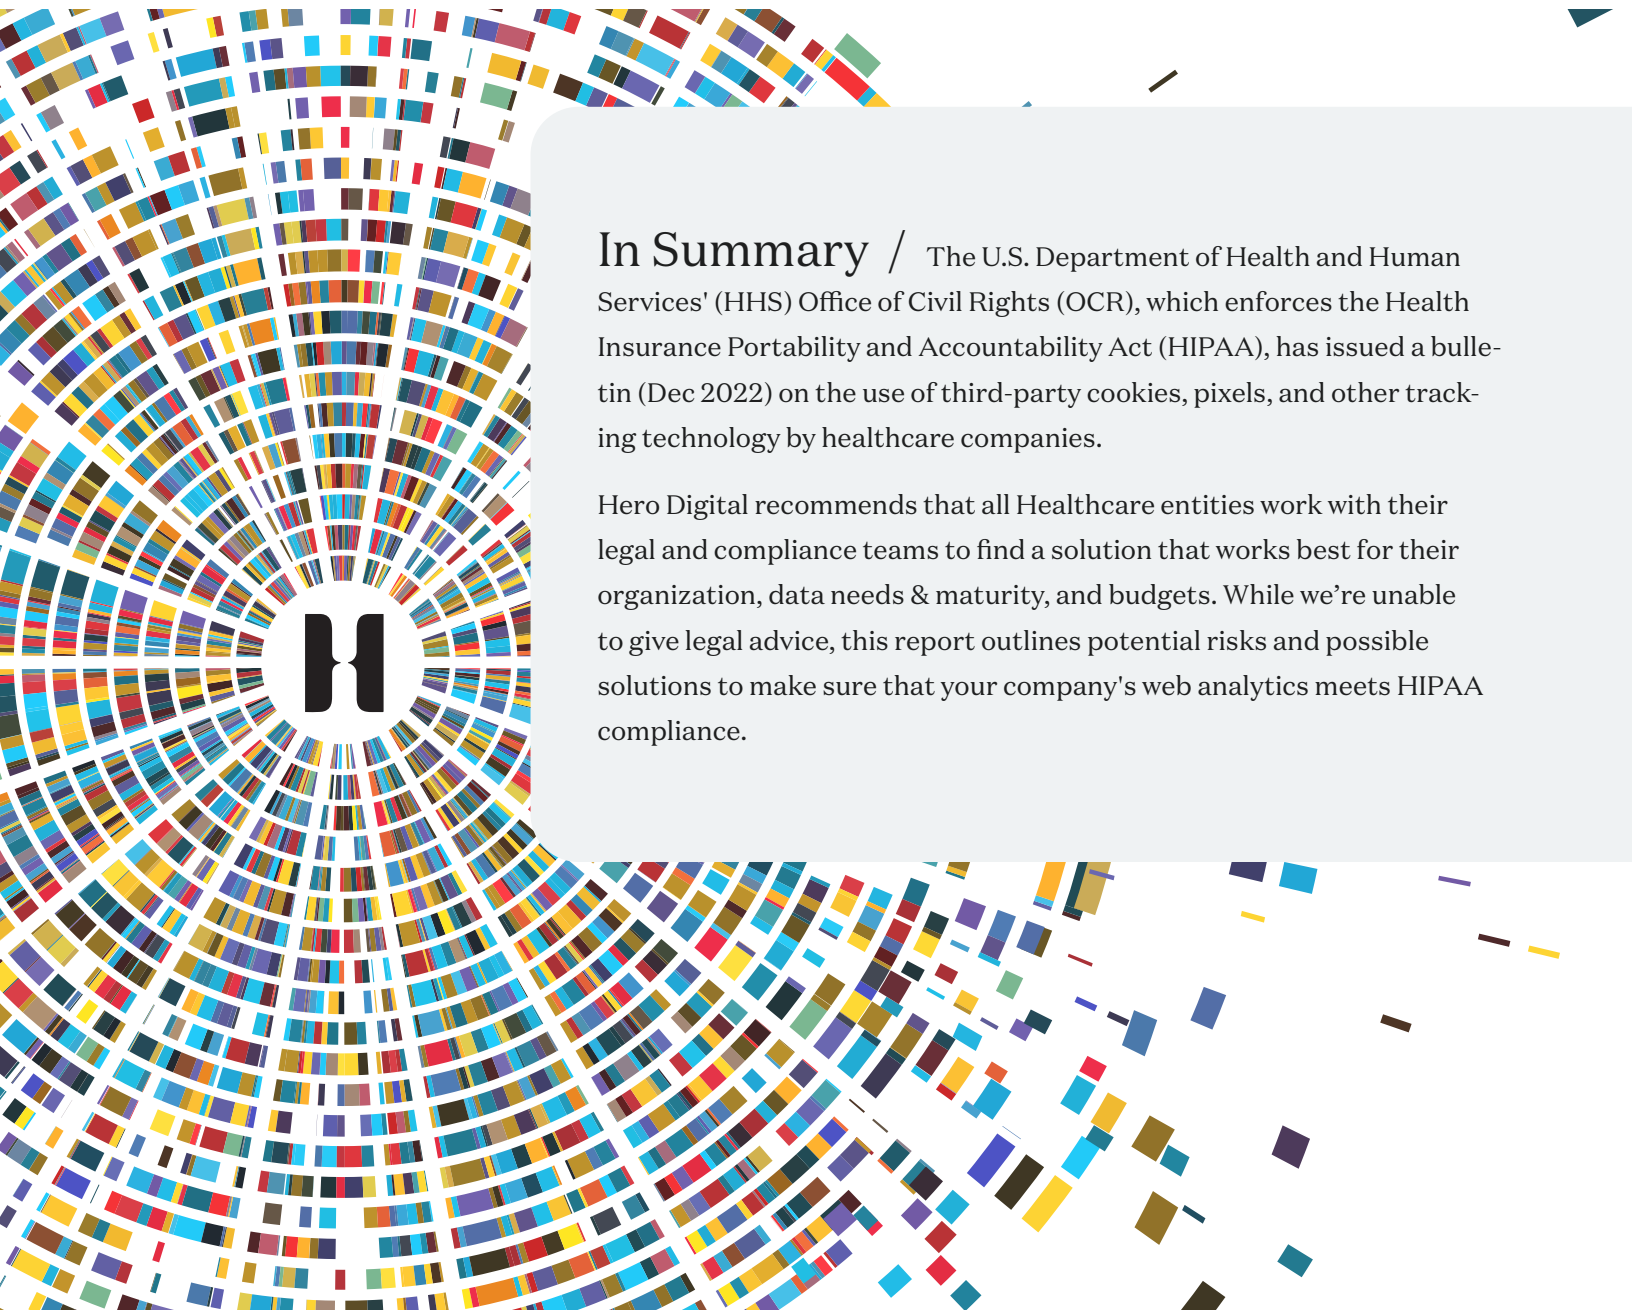 In Summary / The U.S. Department of Health and Human
Services' (HHS) Office of Civil Rights (OCR), which enforces the Health
Insurance Portability and Accountability Act (HIPAA), has issued a bulle-
tin (Dec 2022) on the use of third-party cookies, pixels, and other track-
ing technology by healthcare companies.
Hero Digital recommends that all Healthcare entities work with their
legal and compliance teams to find a solution that works best for their
organization, data needs & maturity, and budgets. While we’re unable
to give legal advice, this report outlines potential risks and possible
solutions to make sure that your company's web analytics meets HIPAA
compliance.
H